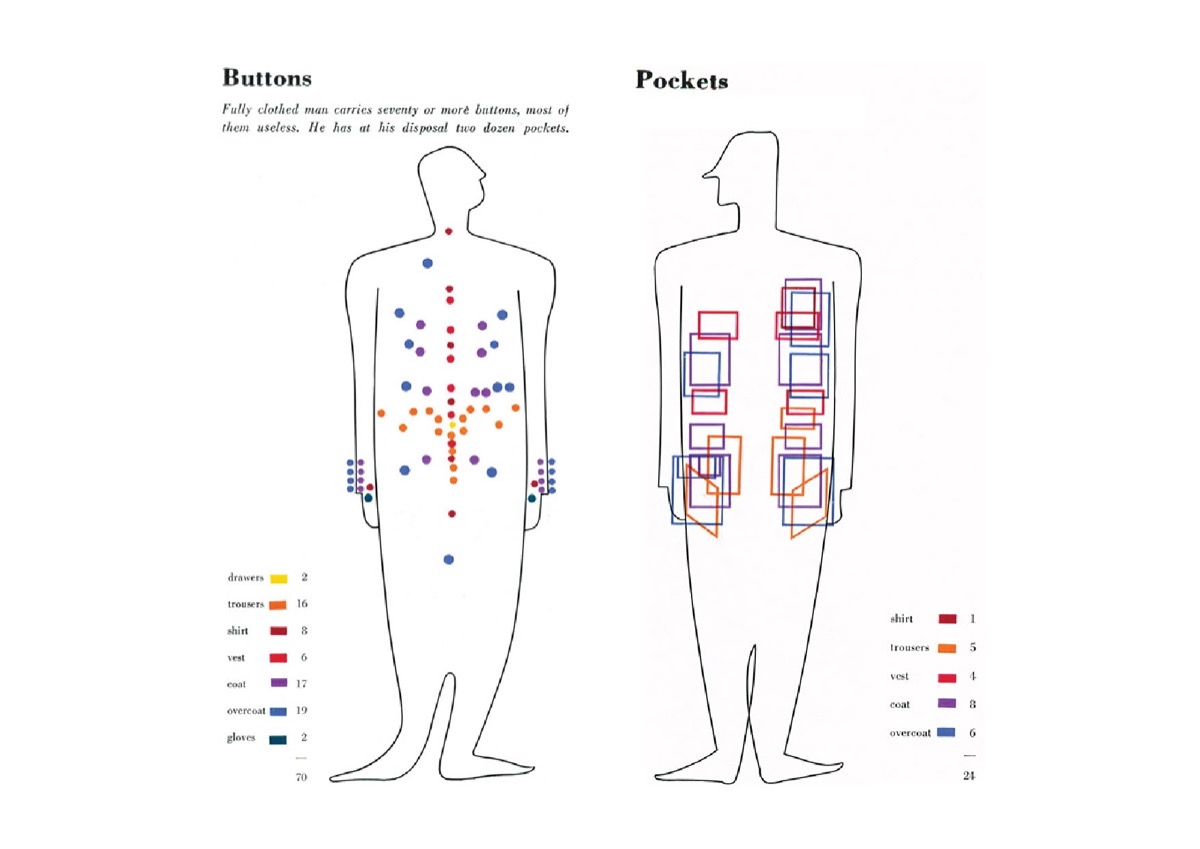 Buttons
Fully clothed man carries seventy or more buttons, most of
them useless. He has at his disposal two dozen pockets.
drawers 2
trousers 16
shirt 8
vest 6
coat 17
overcoat 19
gloves 2
70
Pockets
shirt 1
trousers 5
vest 4
coat 8
overcoat 6
24